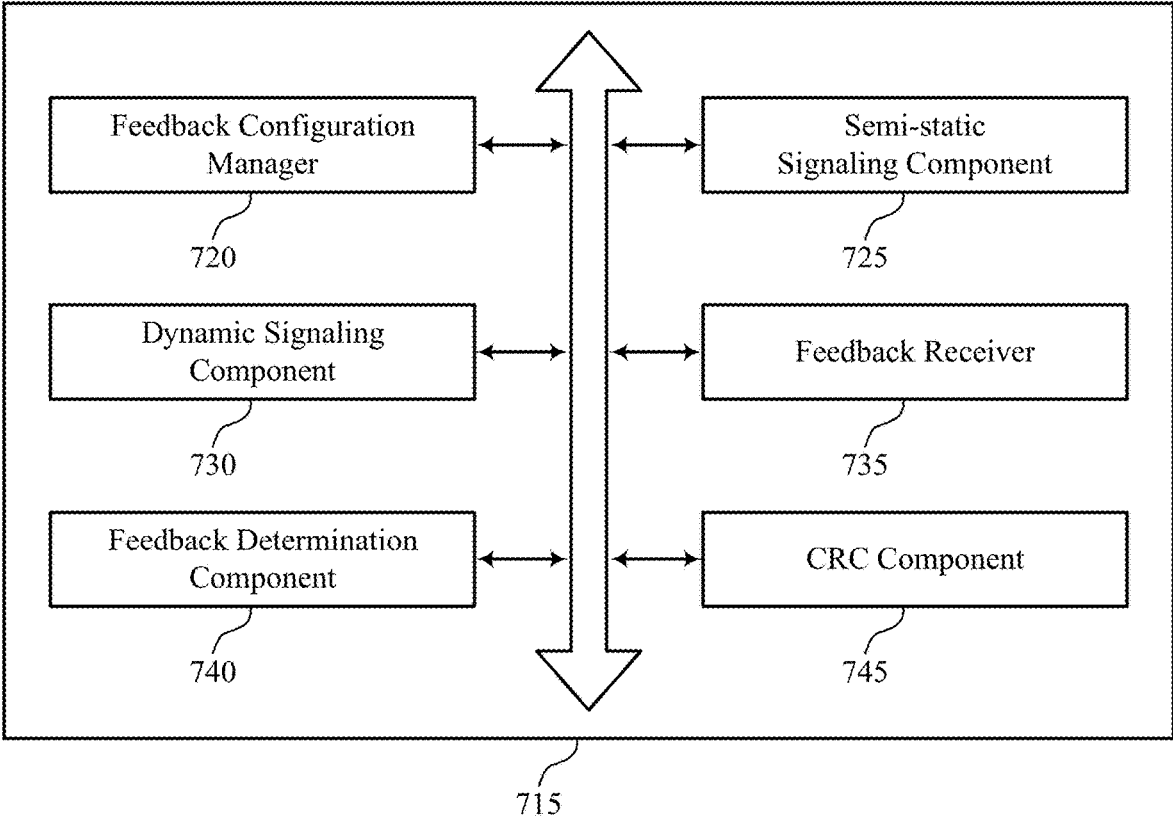 Feedback Configuration
Manager
720
Semi-static
Signaling Component
725
Dynamic Signaling
Component
730
Feedback Receiver
735
Feedback Determination
Component
740
CRC Component
745
715